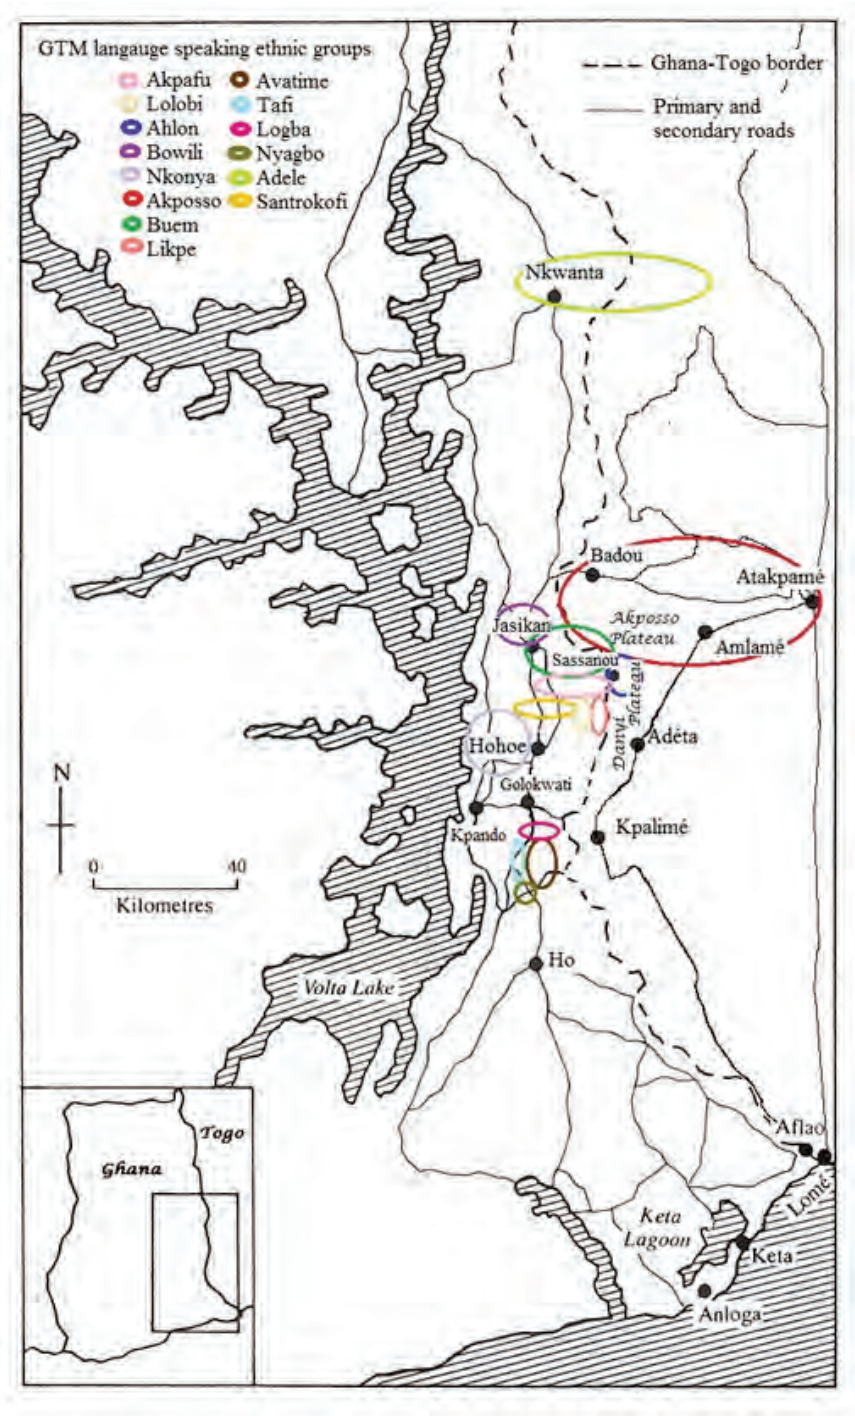 GTM langauge speaking ethnic groups
Akpafu
Lolobi
Ahlon
Bowili
Nkonya
Akposso
Buem
Likpe
Avatime
Tafi
Logba
Nyagbo
Adele
Santrokofi
Ghana-Togo border
Primary and
secondary roads
Nkwanta
Badou
Atakpamé
Jasikan
Akposso
Plateau
Amlamé
Sassanou
Danyi
Plateau
Hohoe
Adéta
Golokwati
Kpando
Kpalimé
N
0 40
Kilometres
Ho
Volta Lake
Togo
Ghana
Aflao
Lomé
Keta
Lagoon
Keta
Anloga